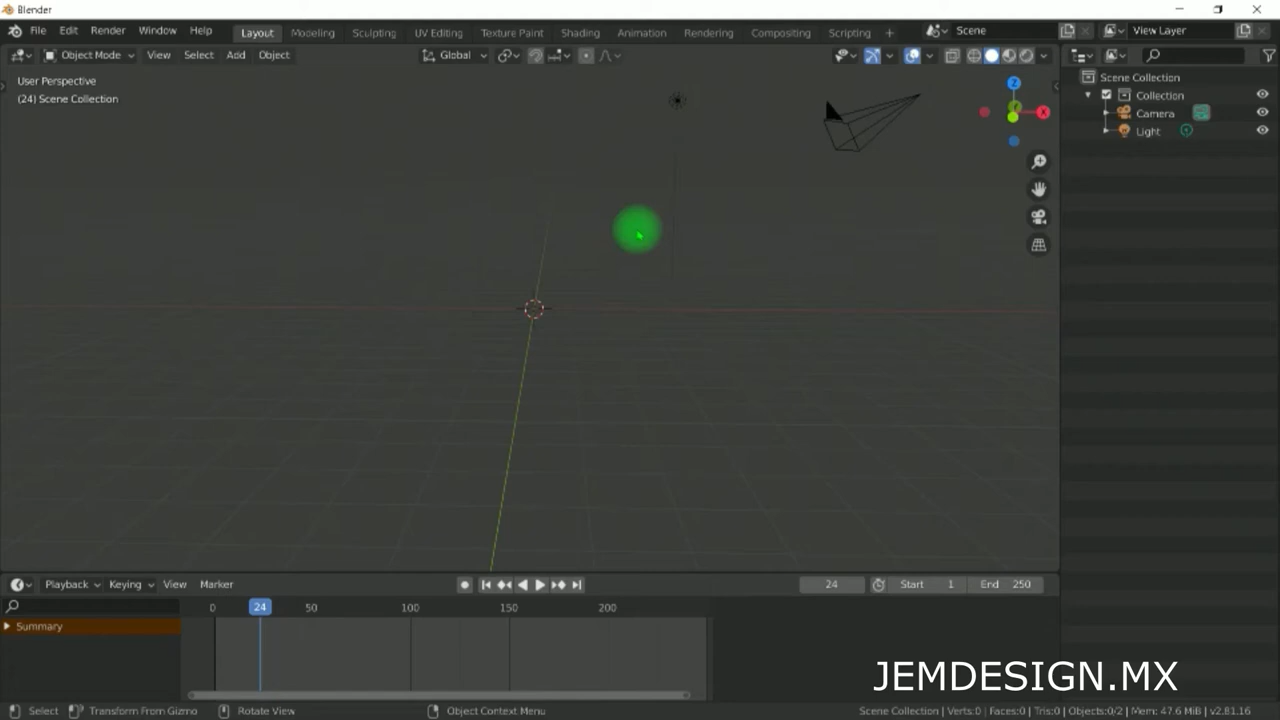 Blender
File Edit Render Window Help Layout Modeling Sculpting UV Editing Texture Paint Shading Animation Rendering Compositing Scripting + Scene View Layer
Object Mode View Select Add Object Global
User Perspective
(24) Scene Collection
Z
Y
X
Scene Collection
Collection
Camera
Light
Playback Keying View Marker 24 Start 1 End 250
0 24 50 100 150 200
Summary
JEMDESIGN.MX
Select Transform From Gizmo Rotate View Object Context Menu Scene Collection | Verts:0 | Faces:0 | Tris:0 | Objects:0/2 | Mem: 47.6 MiB | v2.81.16